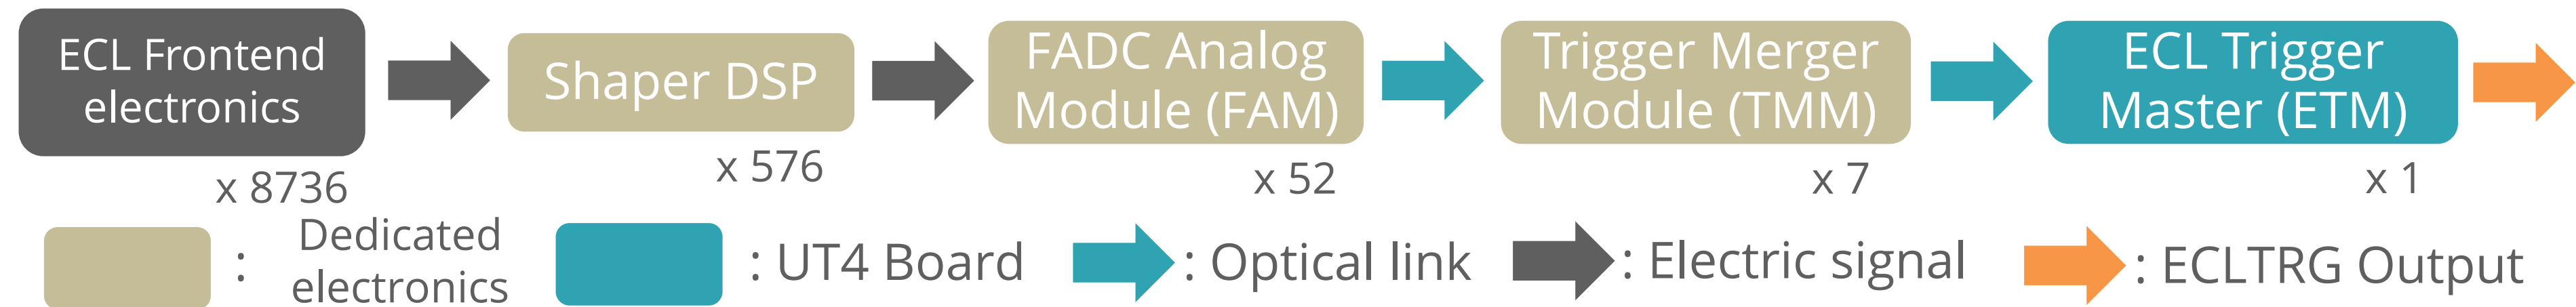 ECL Frontend
electronics
x 8736
Shaper DSP
x 576
FADC Analog
Module (FAM)
x 52
Trigger Merger
Module (TMM)
x 7
ECL Trigger
Master (ETM)
x 1
: Dedicated
electronics
: UT4 Board
: Optical link
: Electric signal
: ECLTRG Output